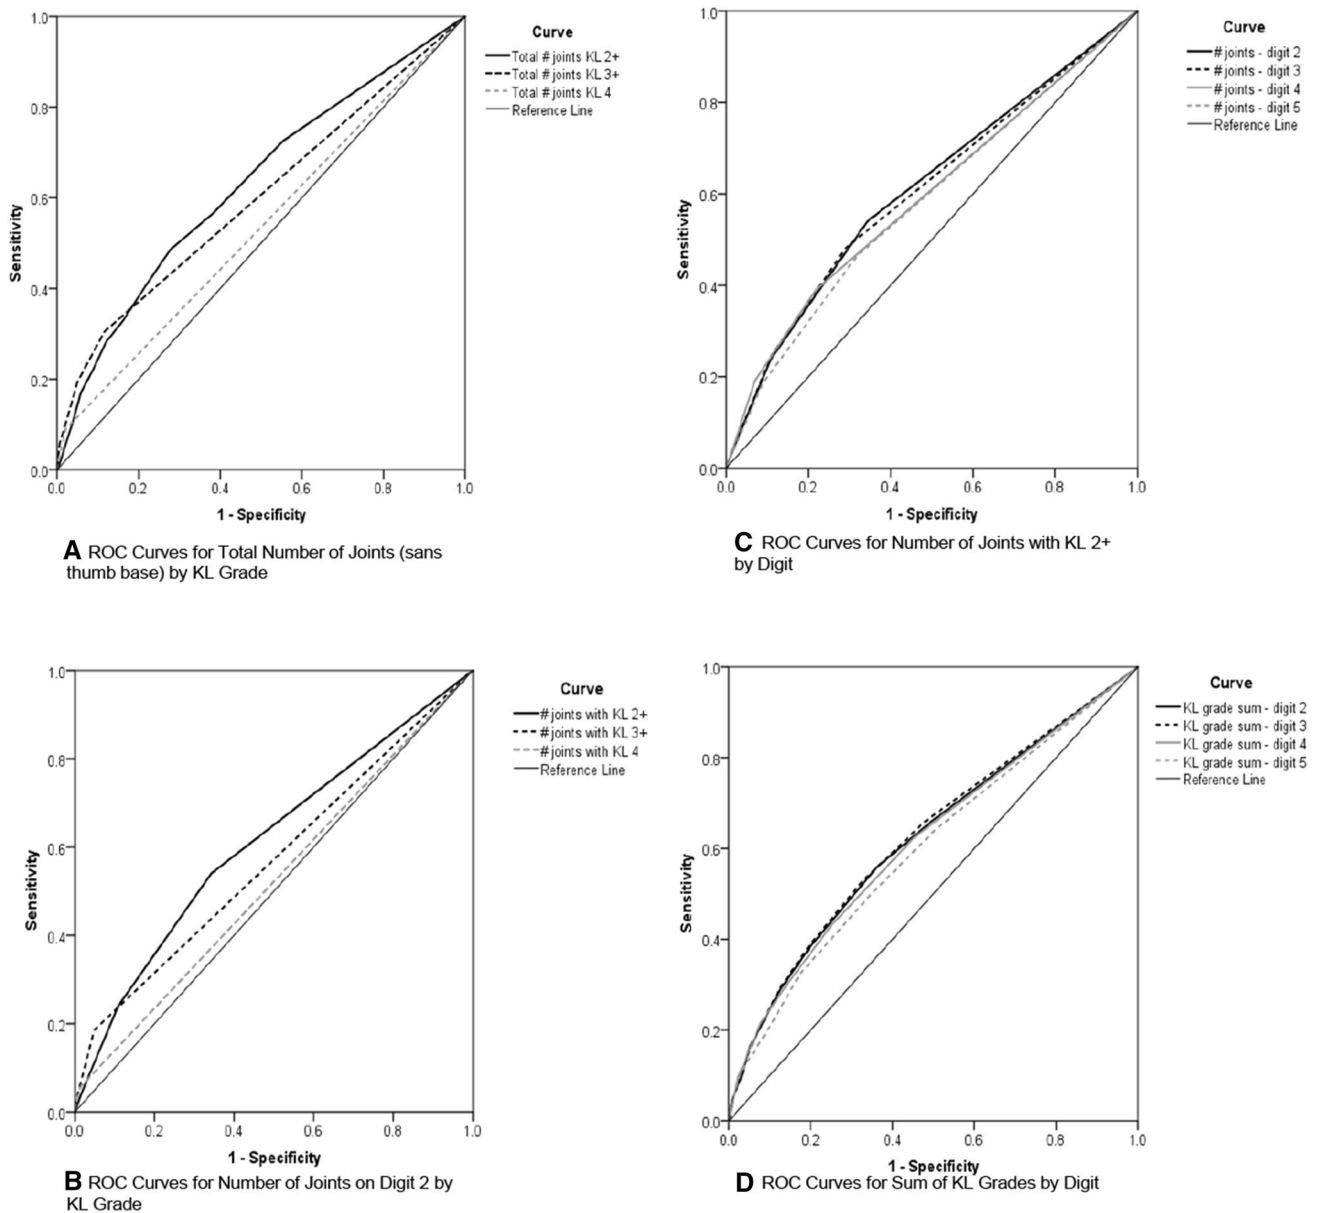 1.0
0.8
0.6
0.4
0.2
0.0
Sensitivity
0.0 0.2 0.4 0.6 0.8 1.0
1 - Specificity
Curve
Total # joints KL 2+
Total # joints KL 3+
Total # joints KL 4
Reference Line
A ROC Curves for Total Number of Joints (sans
thumb base) by KL Grade
1.0
0.8
0.6
0.4
0.2
0.0
Sensitivity
0.0 0.2 0.4 0.6 0.8 1.0
1 - Specificity
Curve
# joints - digit 2
# joints - digit 3
# joints - digit 4
# joints - digit 5
Reference Line
C ROC Curves for Number of Joints with KL 2+
by Digit
1.0
0.8
0.6
0.4
0.2
0.0
Sensitivity
0.0 0.2 0.4 0.6 0.8 1.0
1 - Specificity
Curve
# joints with KL 2+
# joints with KL 3+
# joints with KL 4
Reference Line
B ROC Curves for Number of Joints on Digit 2 by
KL Grade
1.0
0.8
0.6
0.4
0.2
0.0
Sensitivity
0.0 0.2 0.4 0.6 0.8 1.0
1 - Specificity
Curve
KL grade sum - digit 2
KL grade sum - digit 3
KL grade sum - digit 4
KL grade sum - digit 5
Reference Line
D ROC Curves for Sum of KL Grades by Digit